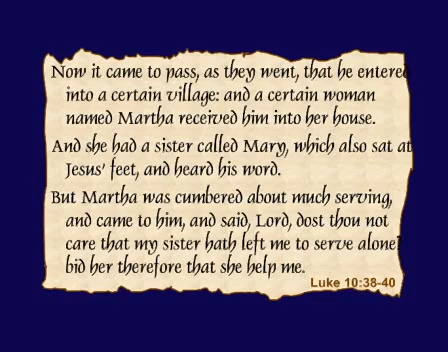 Now it came to pass, as they went, that he entered
into a certain village: and a certain woman
named Martha received him into her house.
And she had a sister called Mary, which also sat at
Jesus' feet, and heard his word.
But Martha was cumbered about much serving,
and came to him, and said, Lord, dost thou not
care that my sister hath left me to serve alone?
bid her therefore that she help me.
Luke 10:38-40